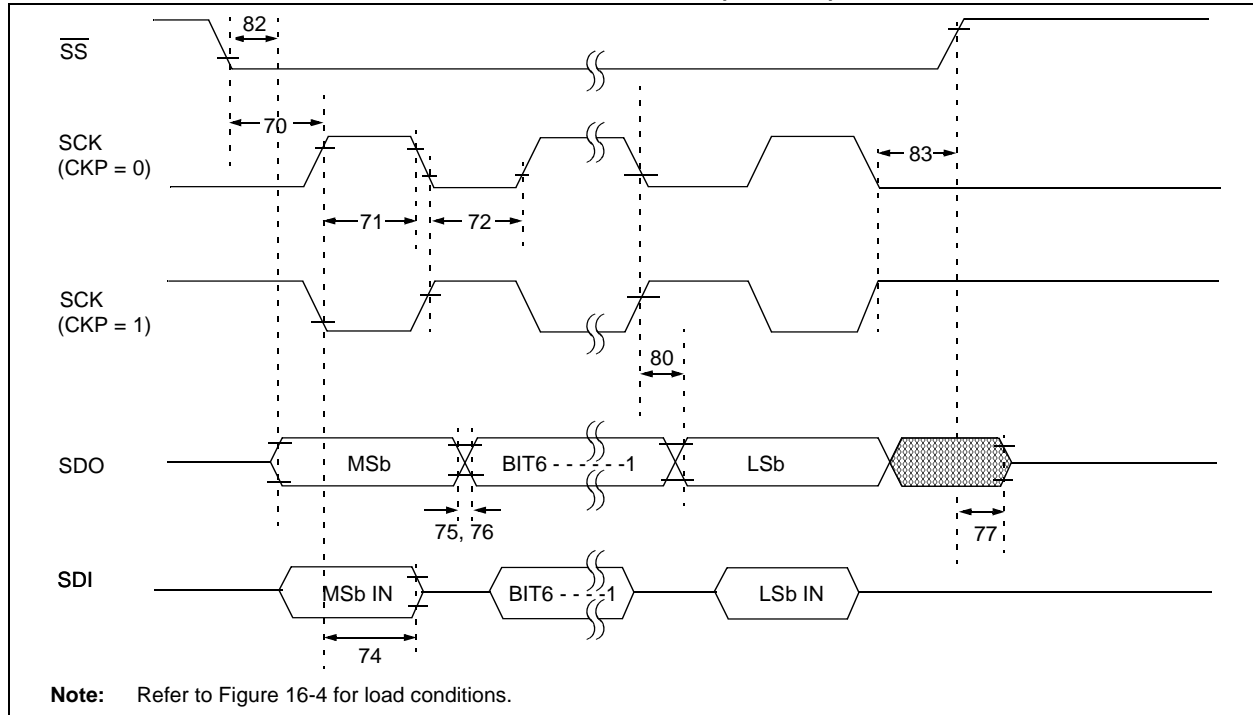 82
SS
70
SCK
(CKP = 0)
83
71
72
SCK
(CKP = 1)
80
SDO
MSb
BIT6 - - - - - -1
LSb
75, 76
77
SDI
MSb IN
BIT6 - - - -1
LSb IN
74
Note: Refer to Figure 16-4 for load conditions.